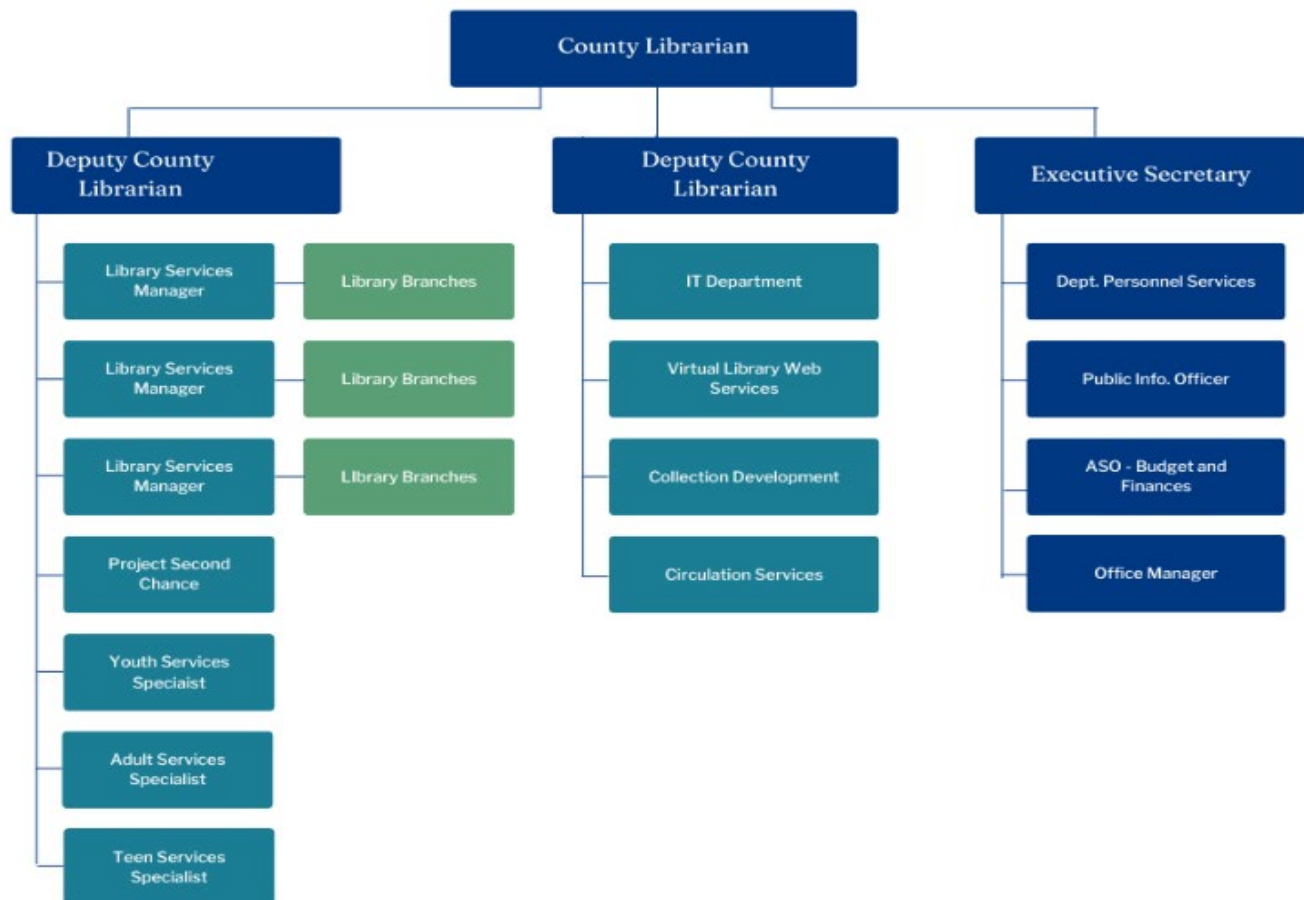 County Librarian
Deputy County
Librarian
Deputy County
Librarian
Executive Secretary
Library Services
Manager
Library Branches
IT Department
Dept. Personnel Services
Library Services
Manager
Library Branches
Virtual Library Web
Services
Public Info. Officer
Library Services
Manager
LIbrary Branches
Collection Development
ASO - Budget and
Finances
Project Second
Chance
Circulation Services
Office Manager
Youth Services
Speciaist
Adult Services
Specialist
Teen Services
Specialist